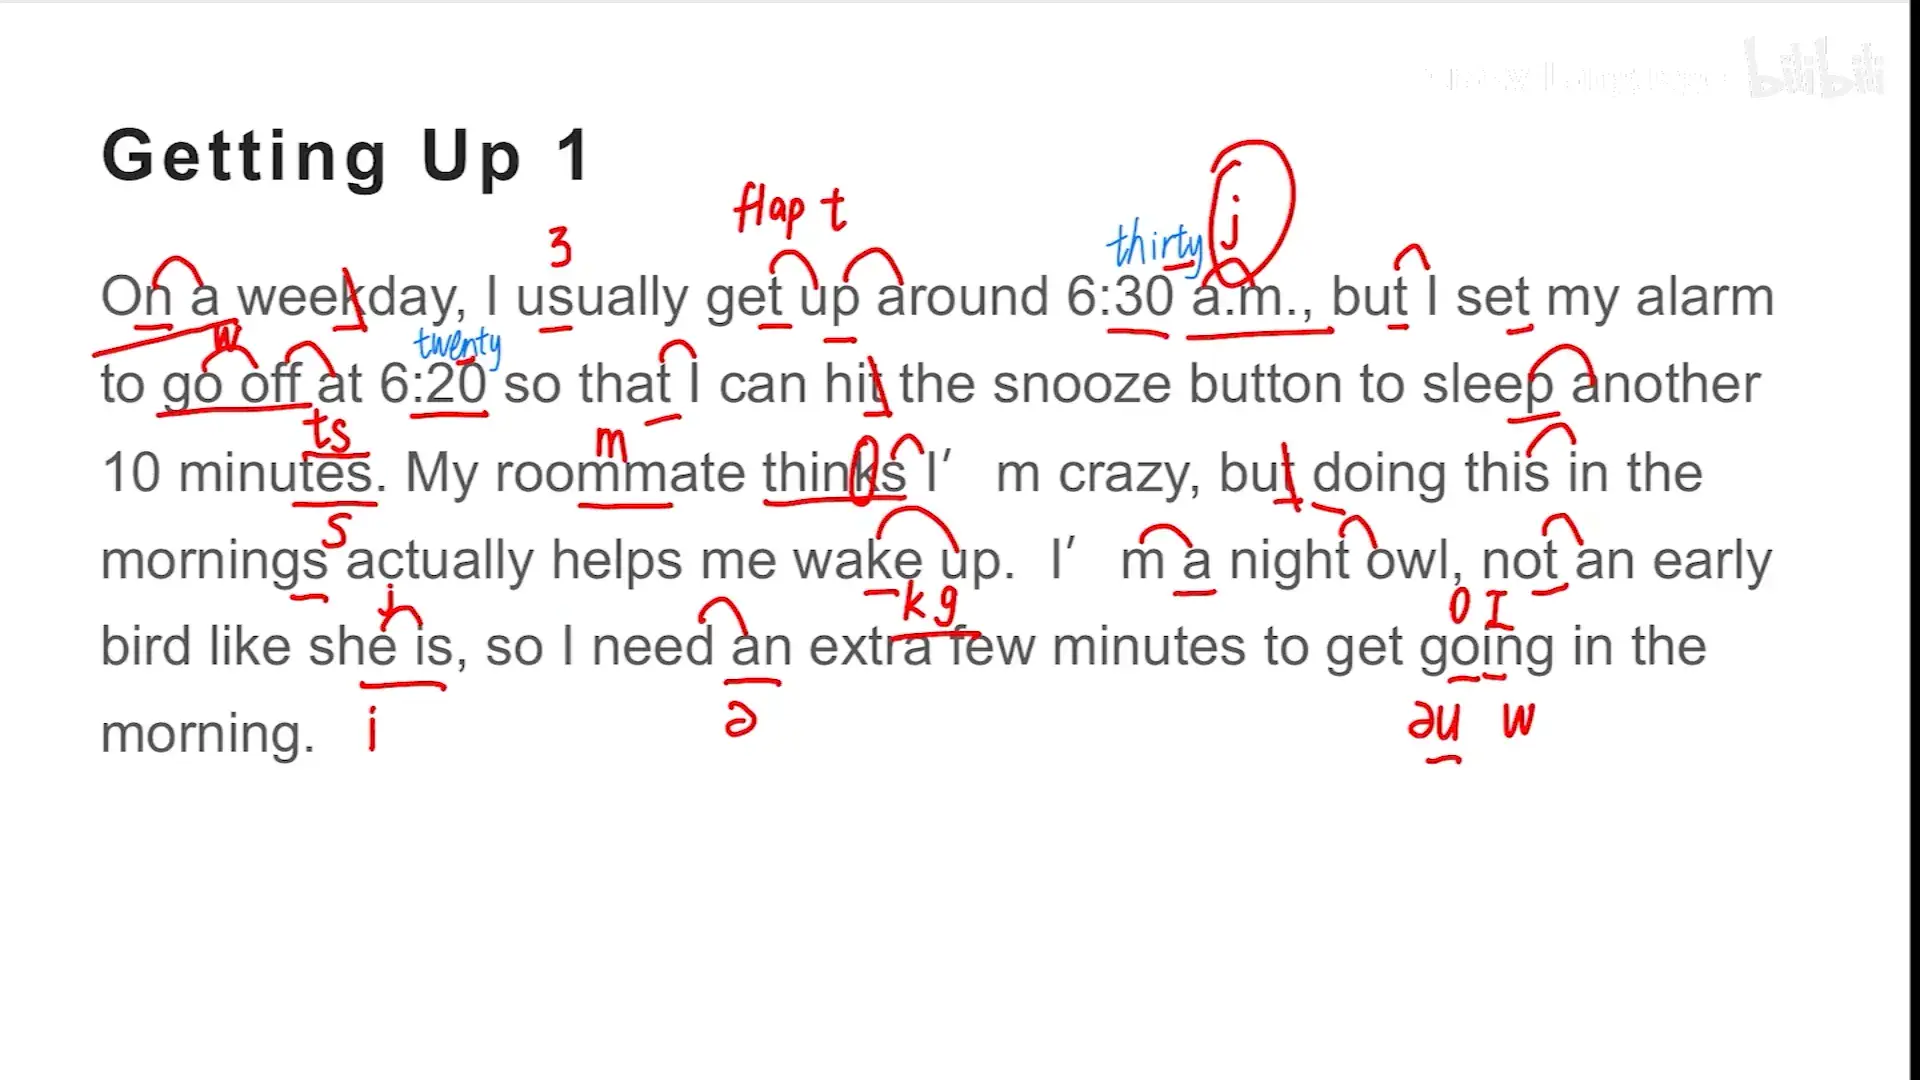 bilibili
Getting Up 1
flap t
3
thirty
j
On a weekday, I usually get up around 6:30 a.m., but I set my alarm
w
twenty
to go off at 6:20 so that I can hit the snooze button to sleep another
ts
m
10 minutes. My roommate thinks I' m crazy, but doing this in the
s
mornings actually helps me wake up. I' m a night owl, not an early
j
kg
o I
bird like she is, so I need an extra few minutes to get going in the
i
ə
əu w
morning.